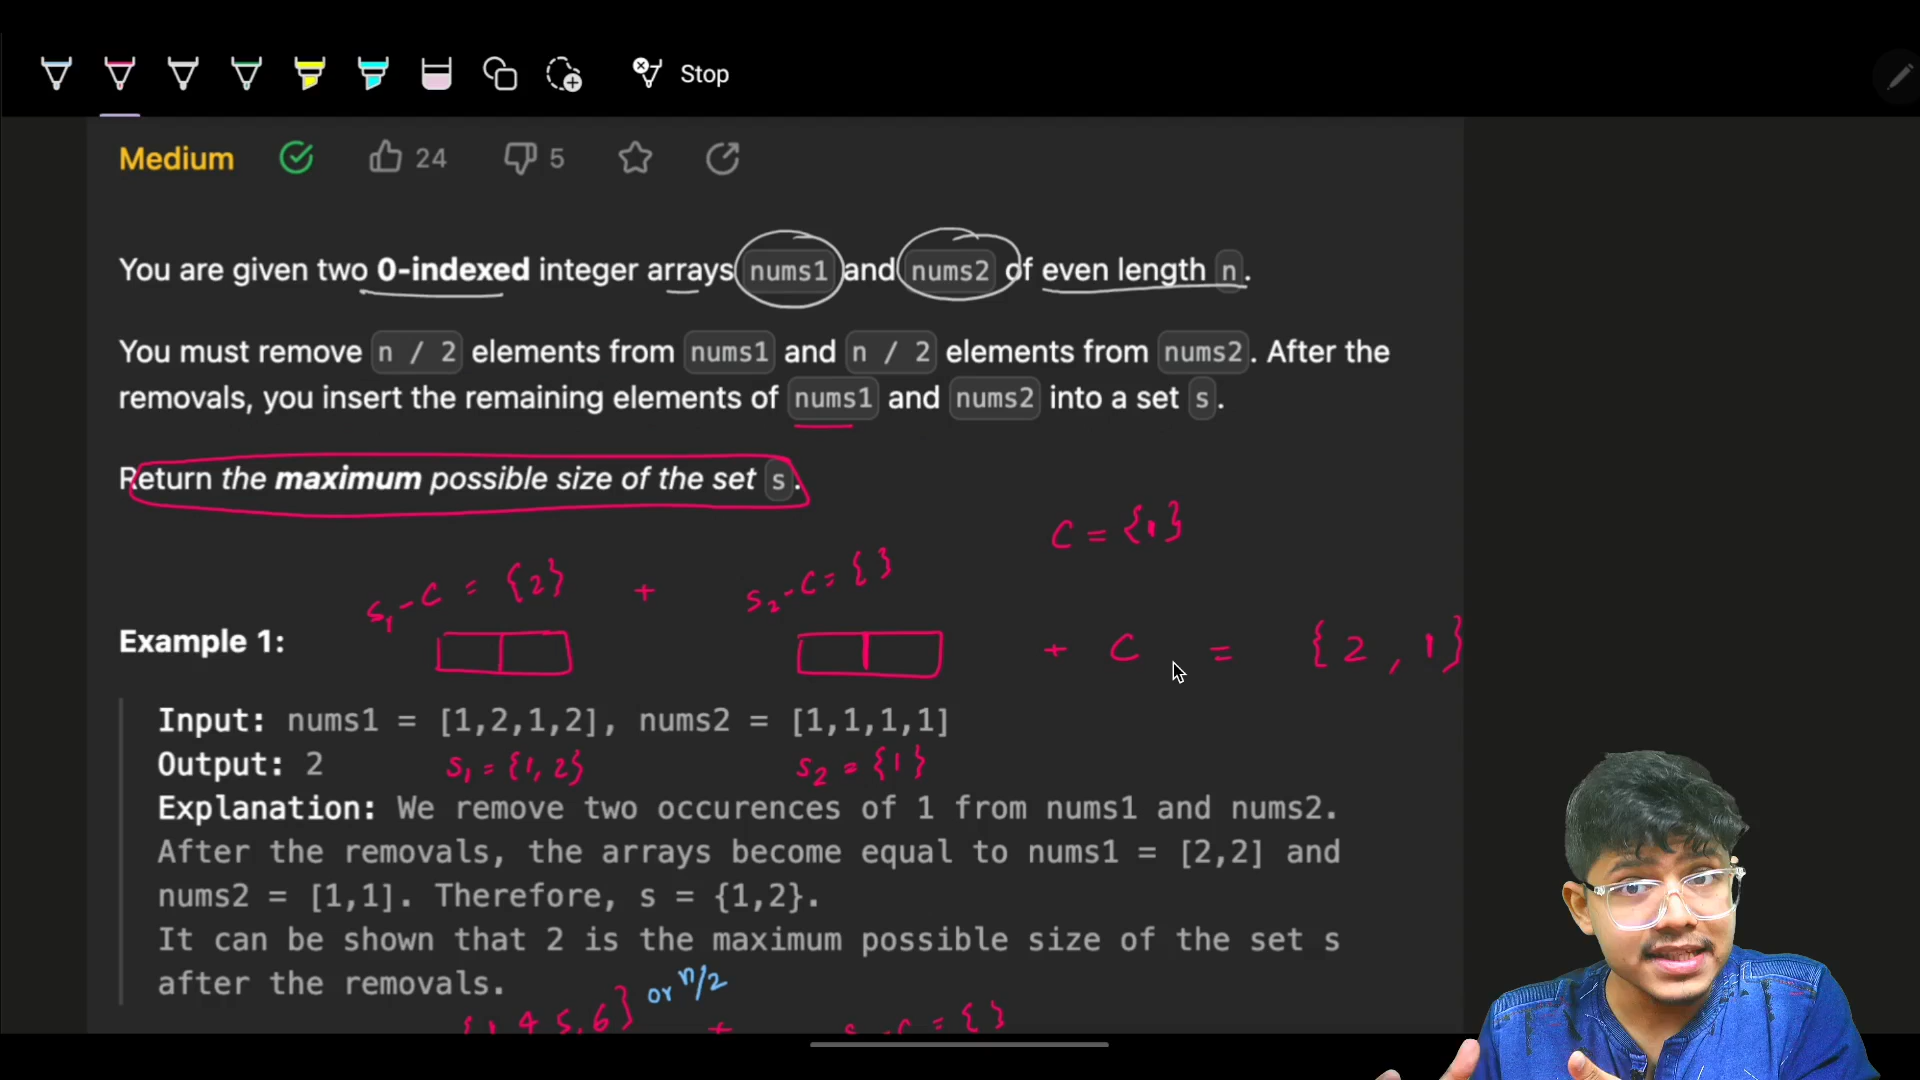 Stop
Medium 24 5
You are given two 0-indexed integer arrays nums1 and nums2 of even length n.
You must remove n / 2 elements from nums1 and n / 2 elements from nums2. After the
removals, you insert the remaining elements of nums1 and nums2 into a set s.
Return the maximum possible size of the set s.
C = {1}
S1 - C = {2} + S2 - C = { }
Example 1:
+ C = {2, 1}
Input: nums1 = [1,2,1,2], nums2 = [1,1,1,1]
Output: 2 S1 = {1, 2} S2 = {1}
Explanation: We remove two occurences of 1 from nums1 and nums2.
After the removals, the arrays become equal to nums1 = [2,2] and
nums2 = [1,1]. Therefore, s = {1,2}.
It can be shown that 2 is the maximum possible size of the set s
after the removals.
or n/2
4 5, 6} + = { }